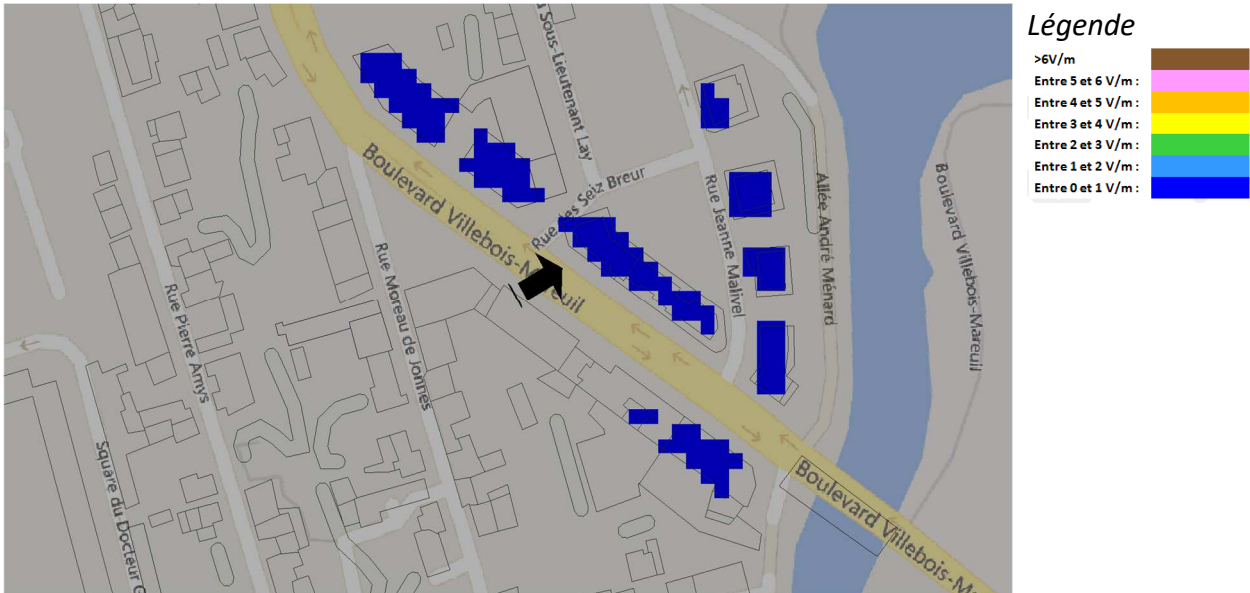 Légende
>6V/m
Entre 5 et 6 V/m :
Entre 4 et 5 V/m :
Entre 3 et 4 V/m :
Entre 2 et 3 V/m :
Entre 1 et 2 V/m :
Entre 0 et 1 V/m :
Sous-Lieutenant Lay
Boulevard Villebois-Mareuil
Rue des Seiz Breur
Rue Jeanne Malivel
Allée André Ménard
Boulevard Villebois-Mareuil
Rue Pierre Amys
Rue Moreau de Jonnes
Square du Docteur G
Boulevard Villebois-Ma